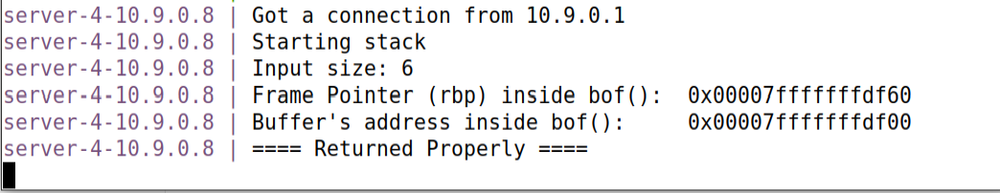 server-4-10.9.0.8 | Got a connection from 10.9.0.1
server-4-10.9.0.8 | Starting stack
server-4-10.9.0.8 | Input size: 6
server-4-10.9.0.8 | Frame Pointer (rbp) inside bof():  0x00007fffffffdf60
server-4-10.9.0.8 | Buffer's address inside bof():     0x00007fffffffdf00
server-4-10.9.0.8 | ==== Returned Properly ====